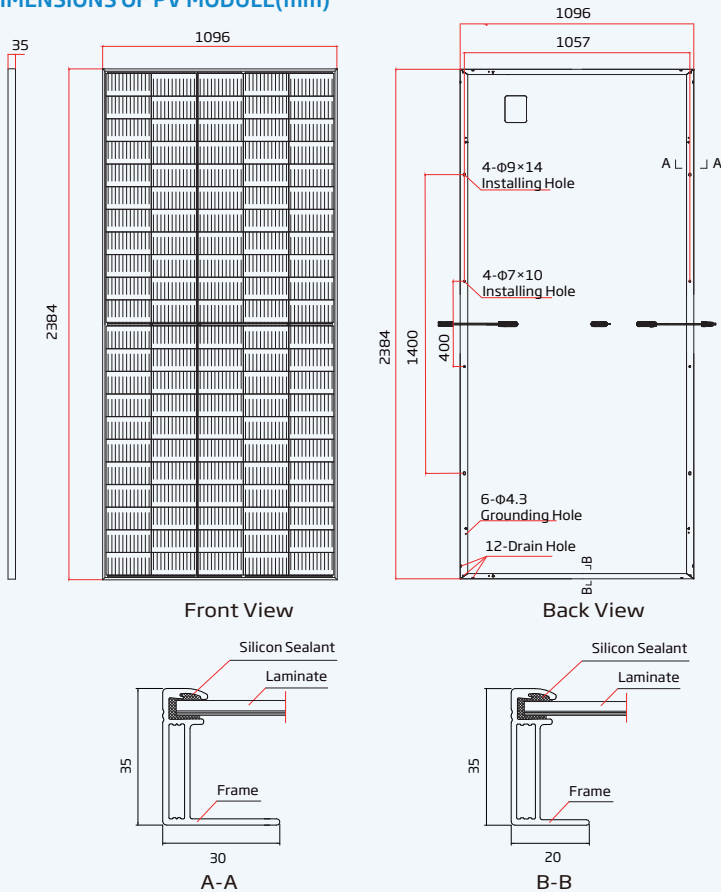 DIMENSIONS OF PV MODULE(mm)
35
1096
2384
Front View
1096
1057
A A
4-Φ9×14
Installing Hole
4-Φ7×10
Installing Hole
2384
1400
400
6-Φ4.3
Grounding Hole
12-Drain Hole
B
B
Back View
Silicon Sealant
Laminate
35
Frame
30
A-A
Silicon Sealant
Laminate
35
Frame
20
B-B